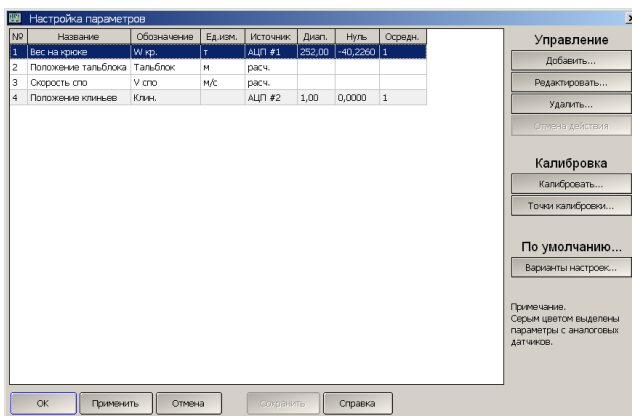 Настройка параметров
№ Название Обозначение Ед.изм. Источник Диап. Нуль Осредн.
1 Вес на крюке W кр. т АЦП #1 252,00 -40,2260 1
2 Положение тальблока Тальблок м расч.
3 Скорость спо V спо м/с расч.
4 Положение клиньев Клин. АЦП #2 1,00 0,0000 1
Управление
Добавить...
Редактировать...
Удалить...
Отмена действия
Калибровка
Калибровать...
Точки калибровки...
По умолчанию...
Варианты настроек...
Примечание.
Серым цветом выделены
параметры с аналоговых
датчиков.
ОК Применить Отмена Сохранить Справка